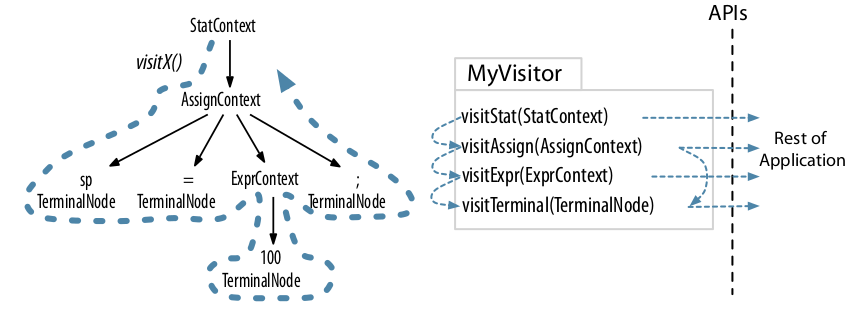 StatContext
visitX()
AssignContext
sp
TerminalNode
=
TerminalNode
ExprContext
;
TerminalNode
100
TerminalNode
APIs
MyVisitor
visitStat(StatContext)
visitAssign(AssignContext)
visitExpr(ExprContext)
visitTerminal(TerminalNode)
Rest of
Application